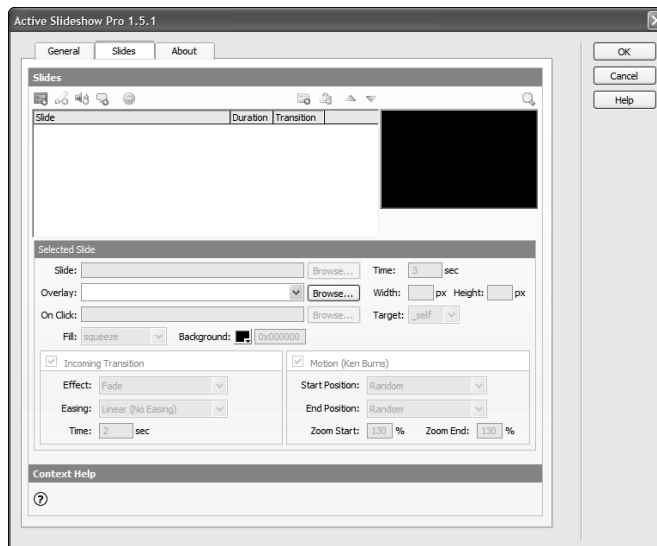 Active Slideshow Pro 1.5.1
General Slides About
OK
Cancel
Help
Slides
Slide Duration Transition
Selected Slide
Slide: Browse... Time: 3 sec
Overlay: Browse... Width: px Height: px
On Click: Browse... Target: _self
Fill: squeeze Background: 0x000000
Incoming Transition
Effect: Fade
Easing: Linear (No Easing)
Time: 2 sec
Motion (Ken Burns)
Start Position: Random
End Position: Random
Zoom Start: 130 % Zoom End: 130 %
Context Help
?